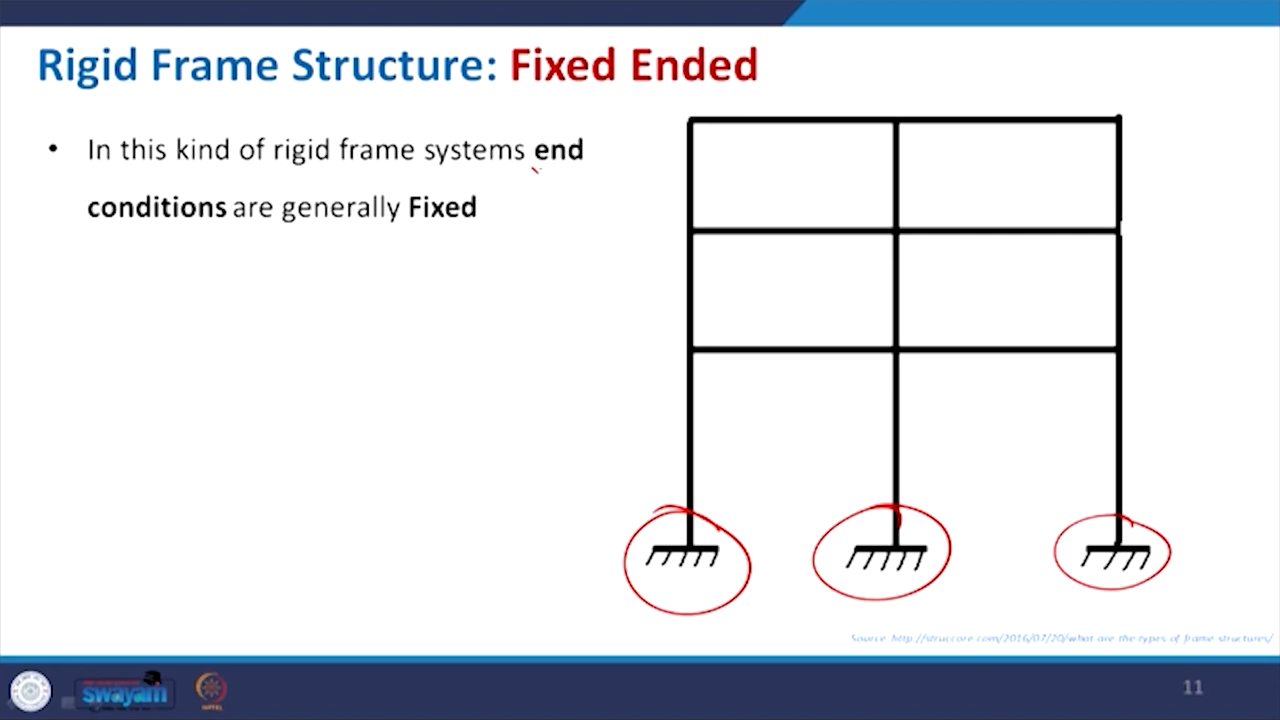 Rigid Frame Structure: Fixed Ended
• In this kind of rigid frame systems end
conditions are generally Fixed
Source: http://struccore.com/2016/07/20/what are the types of frame structures/
swayam
11